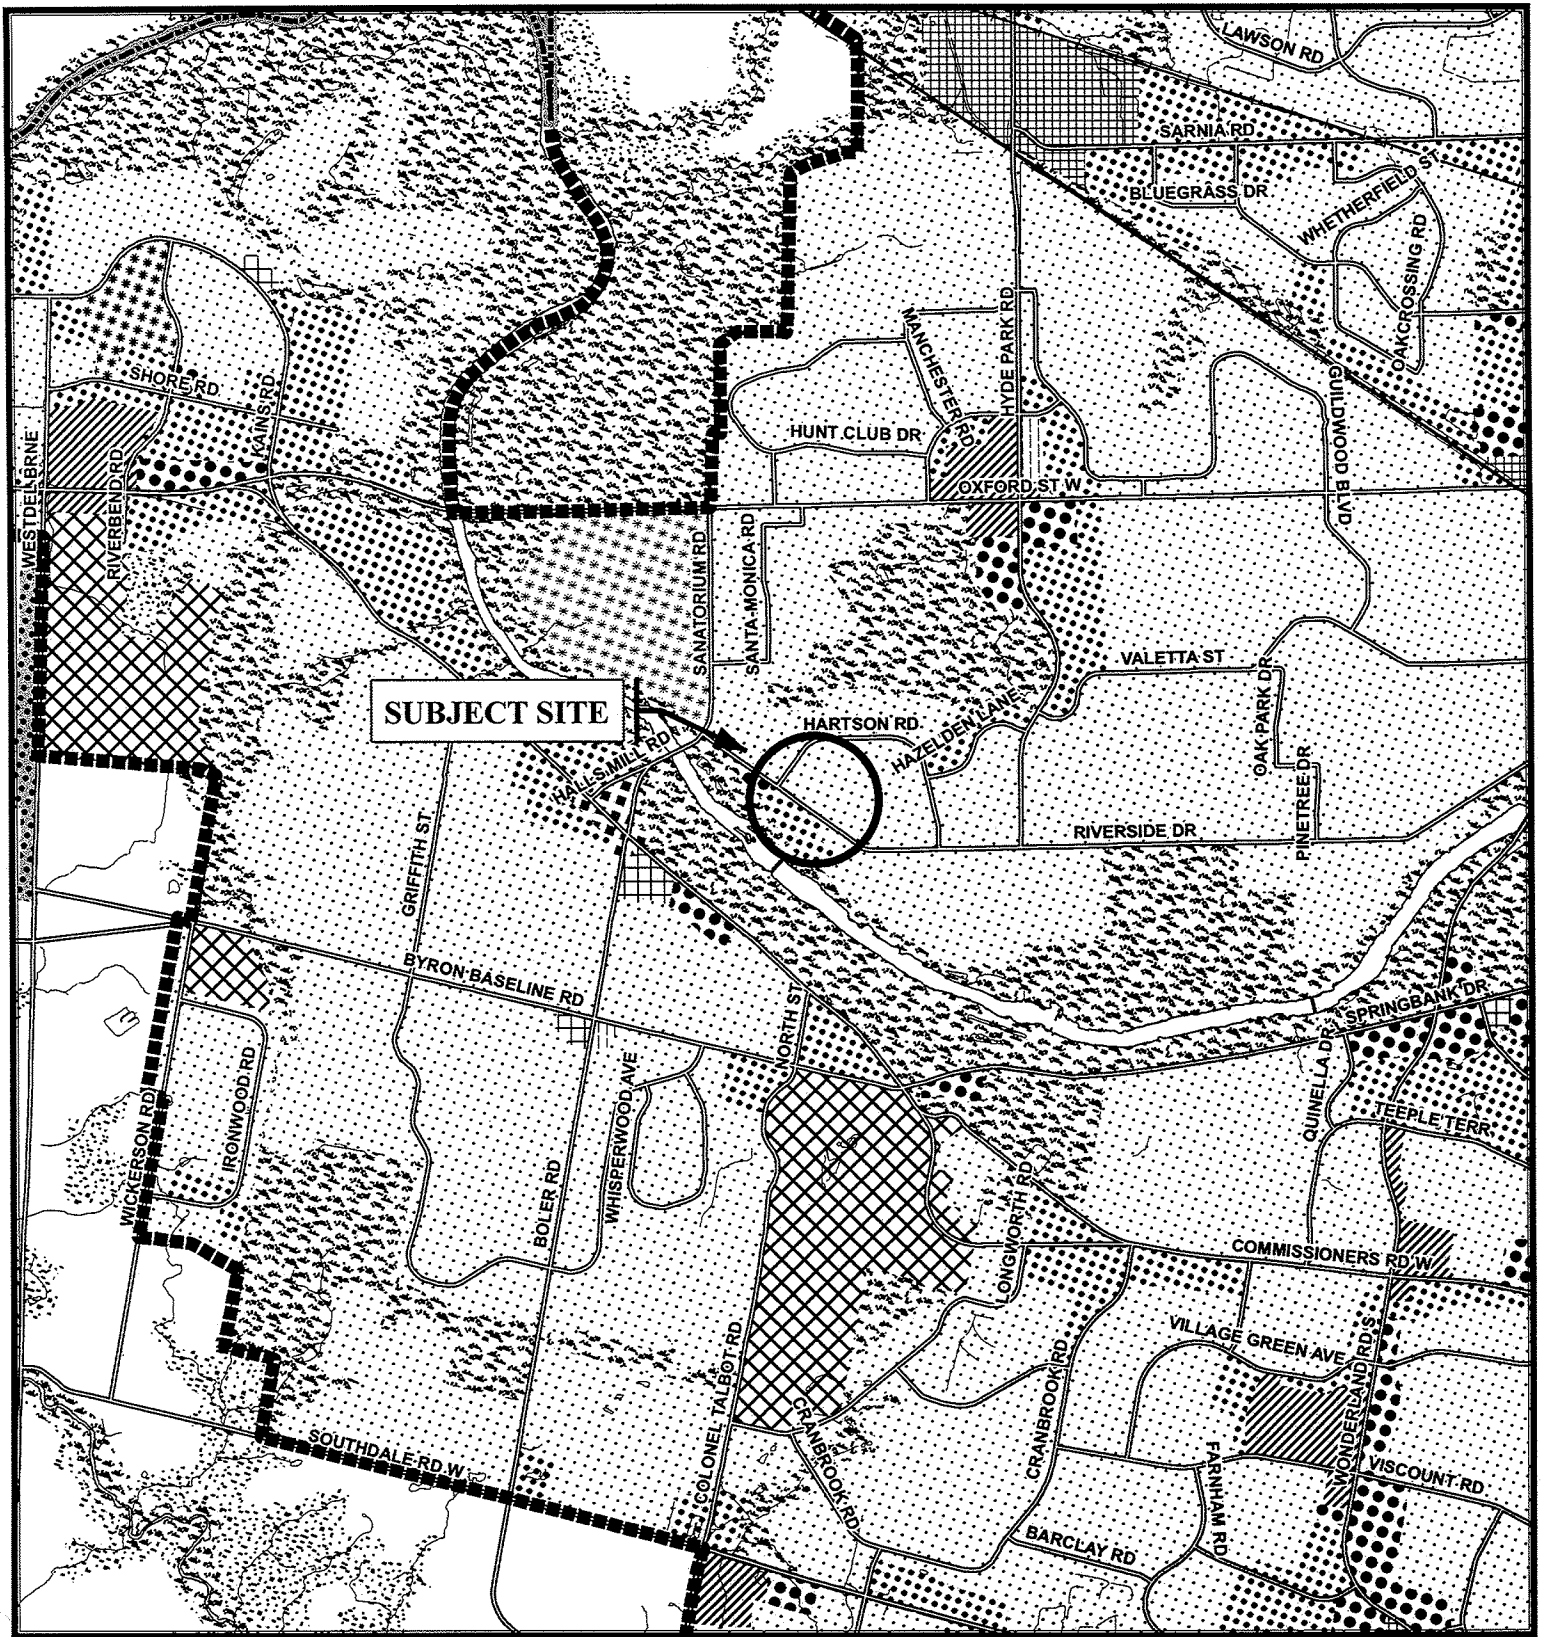 LAWSON RD
SARNIA RD
BLUEGRASS DR
WHETHERFIELD ST
OAKCROSSING RD
MANCHESTER RD
HYDE PARK RD
GUILDWOOD BLVD
SHORE RD
KAINS RD
HUNT CLUB DR
WESTDEL BRNE
RIVERBEND RD
OXFORD ST W
SANATORIUM RD
SANTA-MONICA RD
VALETTA ST
OAK PARK DR
SUBJECT SITE
HARTSON RD
HAZELDEN LANE
HALLS MILL RD
PINETREE DR
RIVERSIDE DR
GRIFFITH ST
BYRON BASELINE RD
NORTH ST
SPRINGBANK DR
QUINELLA DR
TEEPLE TERR
IRONWOOD RD
WICKERSON RD
WHISPERWOOD AVE
BOLER RD
LONGWORTH RD
COMMISSIONERS RD W
VILLAGE GREEN AVE
WONDERLAND RD S
COLONEL TALBOT RD
CRANBROOK RD
CRANBROOK RD
SOUTHDALE RD W
FARNHAM RD
VISCOUNT RD
BARCLAY RD